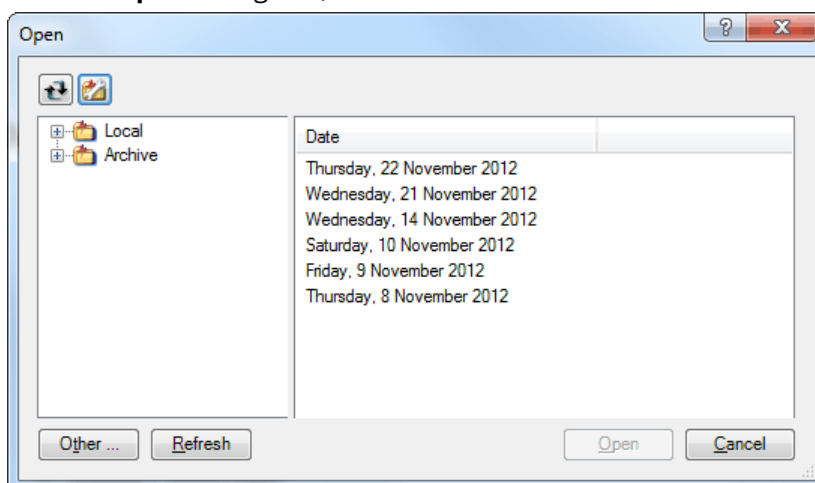 Open
?
X
Local
Archive
Date
Thursday, 22 November 2012
Wednesday, 21 November 2012
Wednesday, 14 November 2012
Saturday, 10 November 2012
Friday, 9 November 2012
Thursday, 8 November 2012
Other ...
Refresh
Open
Cancel